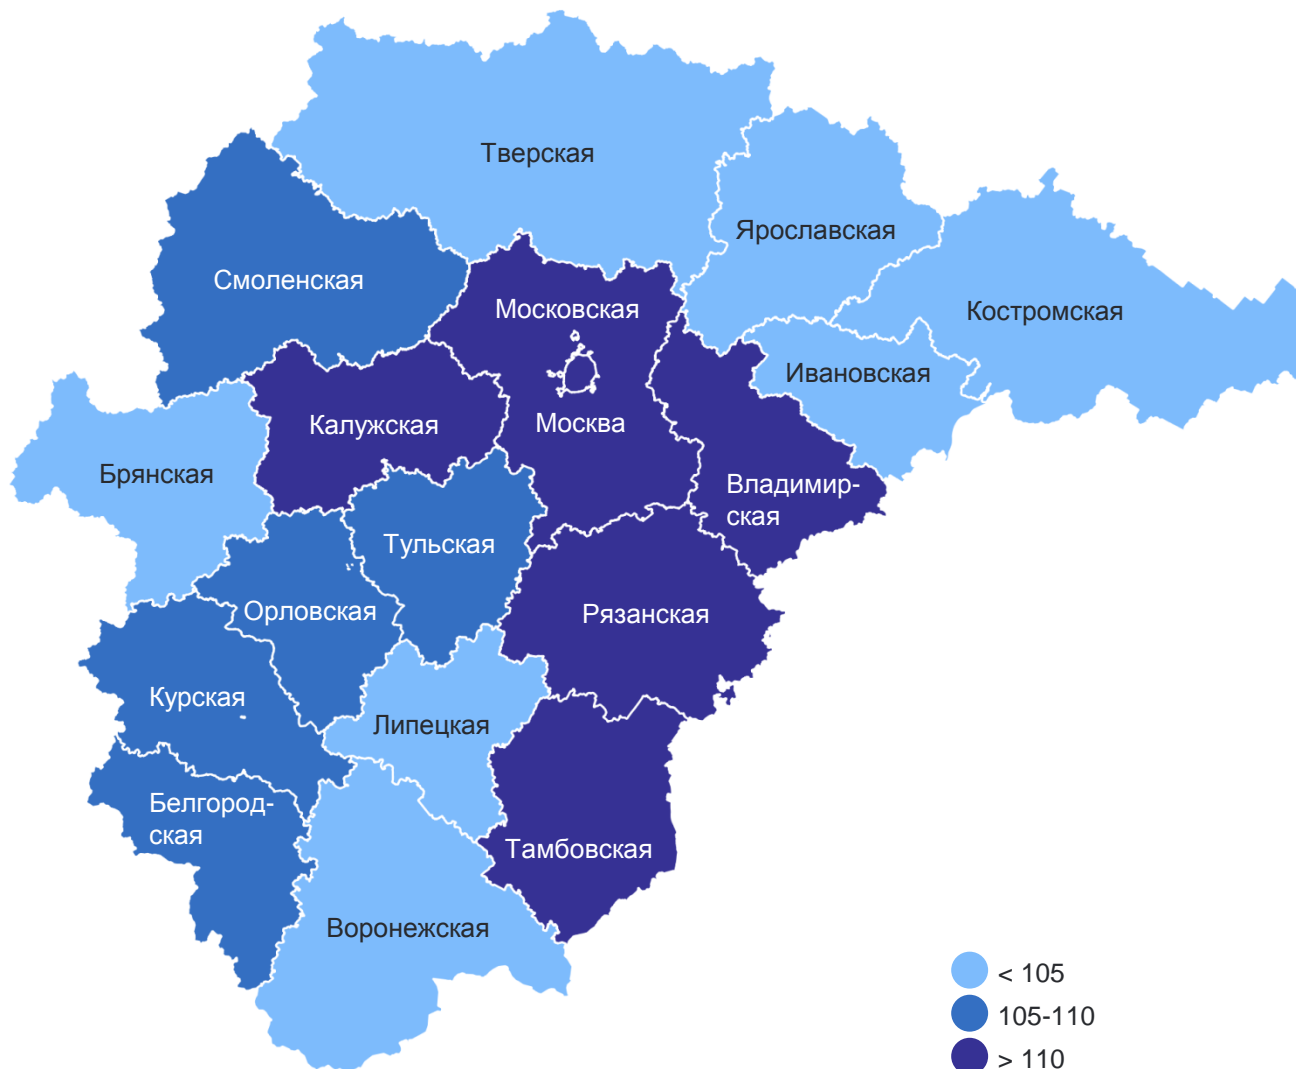 Тверская
Ярославская
Смоленская
Московская
Костромская
Ивановская
Калужская
Москва
Брянская
Владимир-
ская
Тульская
Орловская
Рязанская
Курская
Липецкая
Белгород-
ская
Тамбовская
Воронежская
< 105
105-110
> 110